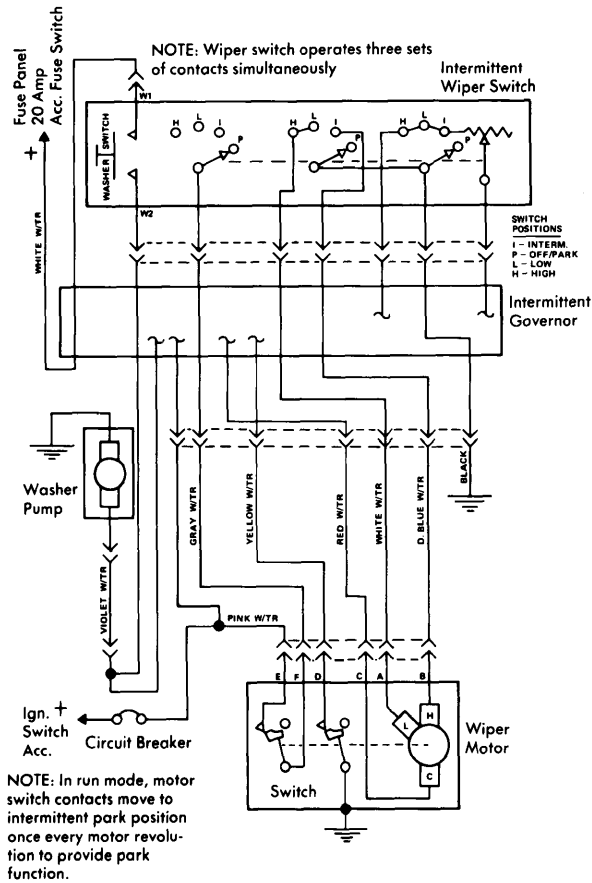 NOTE: Wiper switch operates three sets
of contacts simultaneously
Fuse Panel
20 Amp
Acc. Fuse Switch
+
WHITE W/TR
Intermittent
Wiper Switch
W1
WASHER SWITCH
W2
H L I P
H L I P
H L I P
SWITCH
POSITIONS
I - INTERM.
P - OFF/PARK
L - LOW
H - HIGH
Intermittent
Governor
Washer
Pump
VIOLET W/TR
GRAY W/TR
YELLOW W/TR
RED W/TR
WHITE W/TR
D. BLUE W/TR
BLACK
PINK W/TR
E F D C A B
Ign. +
Switch
Acc.
Circuit Breaker
L
H
C
Wiper
Motor
Switch
NOTE: In run mode, motor
switch contacts move to
intermittent park position
once every motor revolu-
tion to provide park
function.